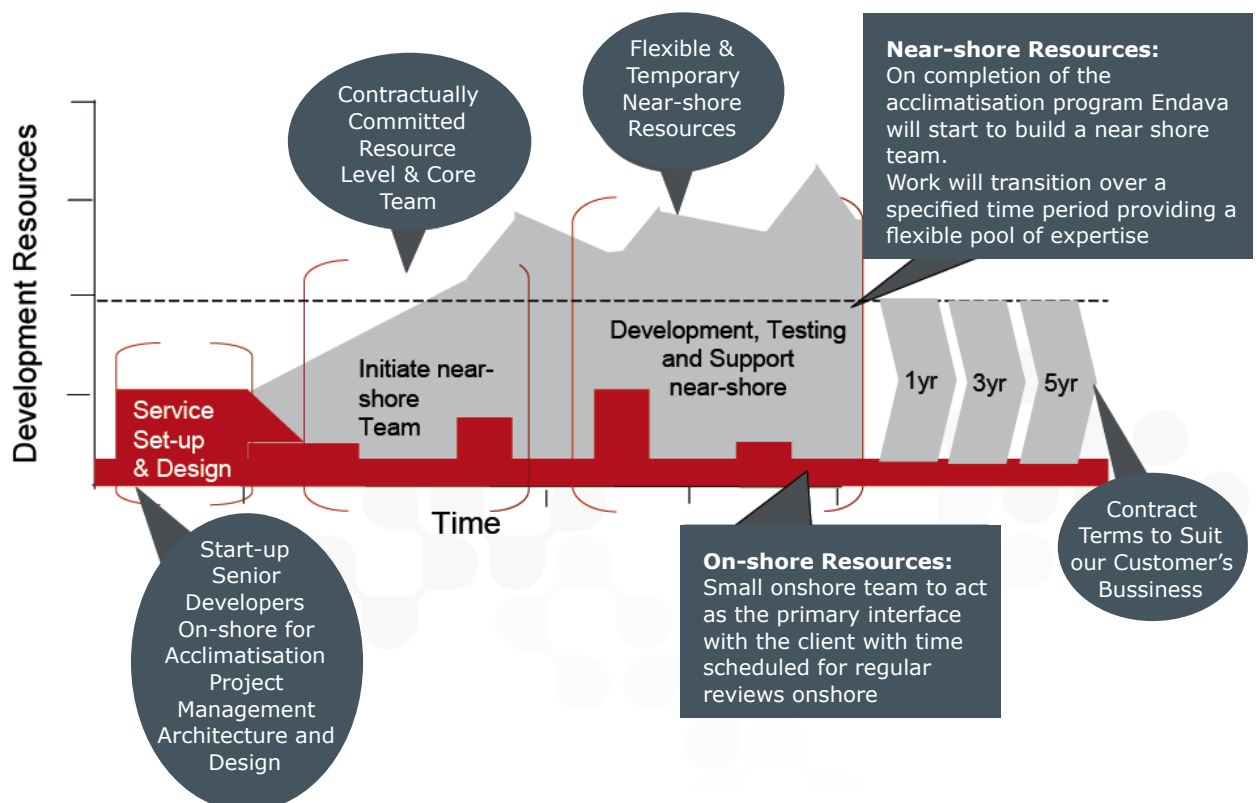 Contractually
Committed
Resource
Level & Core
Team
Flexible &
Temporary
Near-shore
Resources
Near-shore Resources:
On completion of the
acclimatisation program Endava
will start to build a near shore
team.
Work will transition over a
specified time period providing a
flexible pool of expertise
Development Resources
Service
Set-up
& Design
Initiate near-
shore
Team
Development, Testing
and Support
near-shore
1yr
3yr
5yr
Time
Start-up
Senior
Developers
On-shore for
Acclimatisation
Project
Management
Architecture and
Design
On-shore Resources:
Small onshore team to act
as the primary interface
with the client with time
scheduled for regular
reviews onshore
Contract
Terms to Suit
our Customer’s
Bussiness